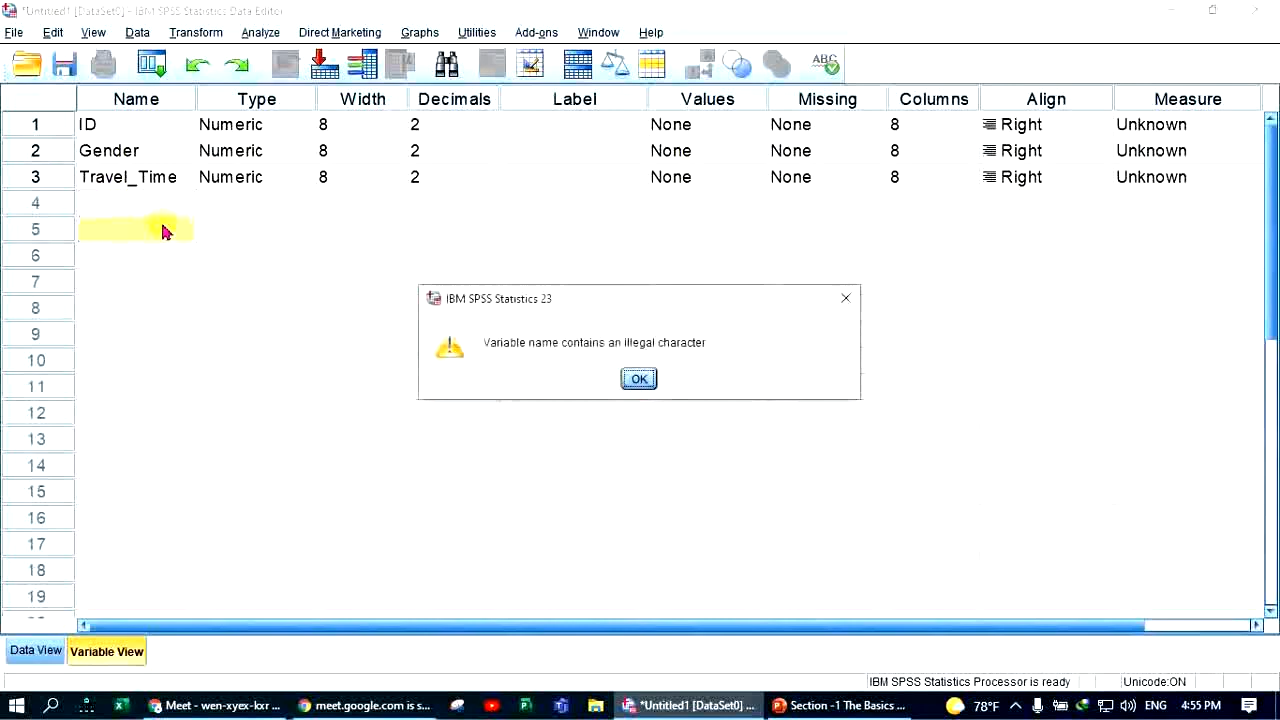 *Untitled1 [DataSet0] - IBM SPSS Statistics Data Editor
File Edit View Data Transform Analyze Direct Marketing Graphs Utilities Add-ons Window Help
ABC
Name Type Width Decimals Label Values Missing Columns Align Measure
1 ID Numeric 8 2 None None 8 Right Unknown
2 Gender Numeric 8 2 None None 8 Right Unknown
3 Travel_Time Numeric 8 2 None None 8 Right Unknown
4
5
6
7
8
9
10
11
12
13
14
15
16
17
18
19
IBM SPSS Statistics 23
Variable name contains an illegal character
OK
Data View Variable View
IBM SPSS Statistics Processor is ready Unicode:ON
Meet - wen-xyex-kxr ... meet.google.com is s... *Untitled1 [DataSet0] ... Section -1 The Basics ... 78°F ENG 4:55 PM